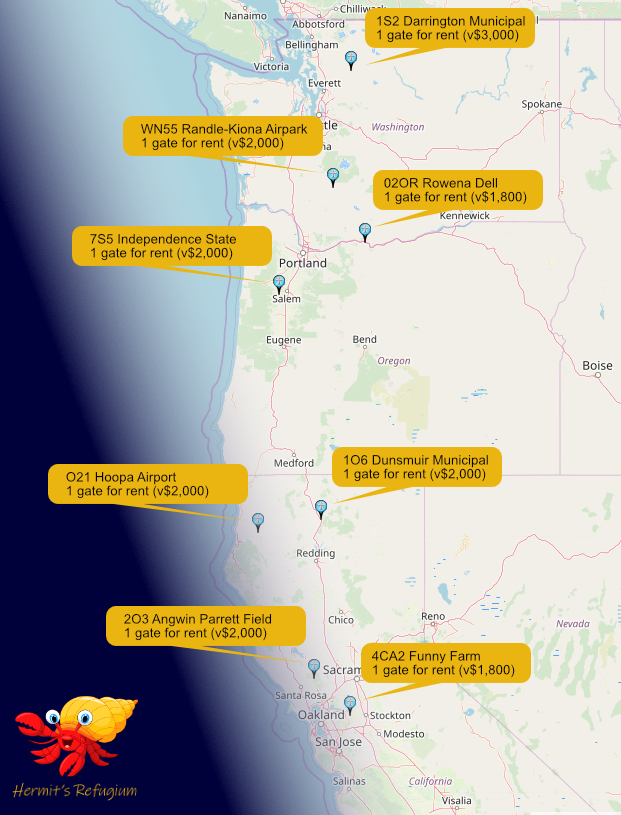 Nanaimo
Chilliwack
Abbotsford
1S2 Darrington Municipal
1 gate for rent (v$3,000)
Bellingham
Victoria
Everett
Spokane
WN55 Randle-Kiona Airpark
1 gate for rent (v$2,000)
tle
Washington
ma
02OR Rowena Dell
1 gate for rent (v$1,800)
Kennewick
7S5 Independence State
1 gate for rent (v$2,000)
Portland
Salem
Eugene
Bend
Oregon
Boise
Medford
1O6 Dunsmuir Municipal
1 gate for rent (v$2,000)
O21 Hoopa Airport
1 gate for rent (v$2,000)
Redding
2O3 Angwin Parrett Field
1 gate for rent (v$2,000)
Chico
Reno
Nevada
4CA2 Funny Farm
1 gate for rent (v$1,800)
Sacram
Santa Rosa
Oakland
Stockton
Modesto
San Jose
Salinas
California
Visalia
Hermit's Refugium